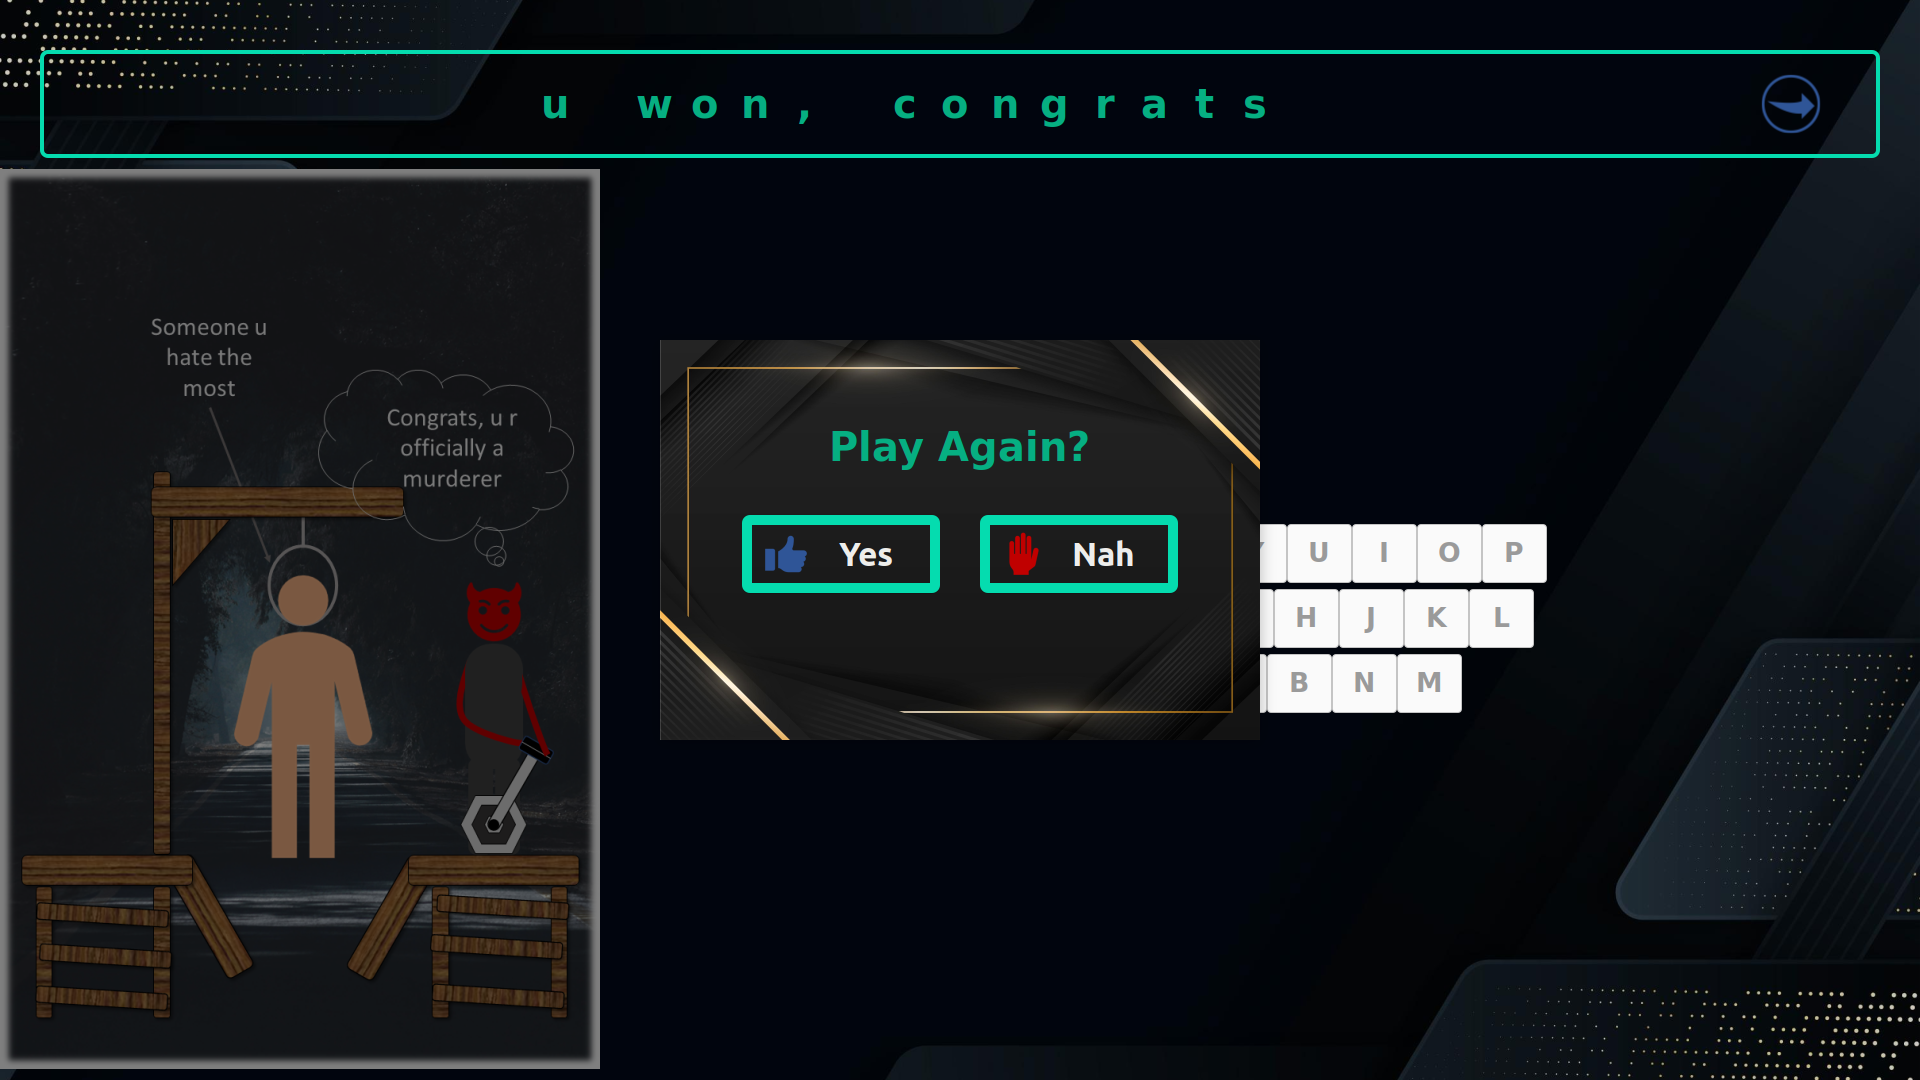 u won, congrats
Someone u
hate the
most
Congrats, u r
officially a
murderer
Play Again?
Yes
Nah
U I O P
H J K L
B N M